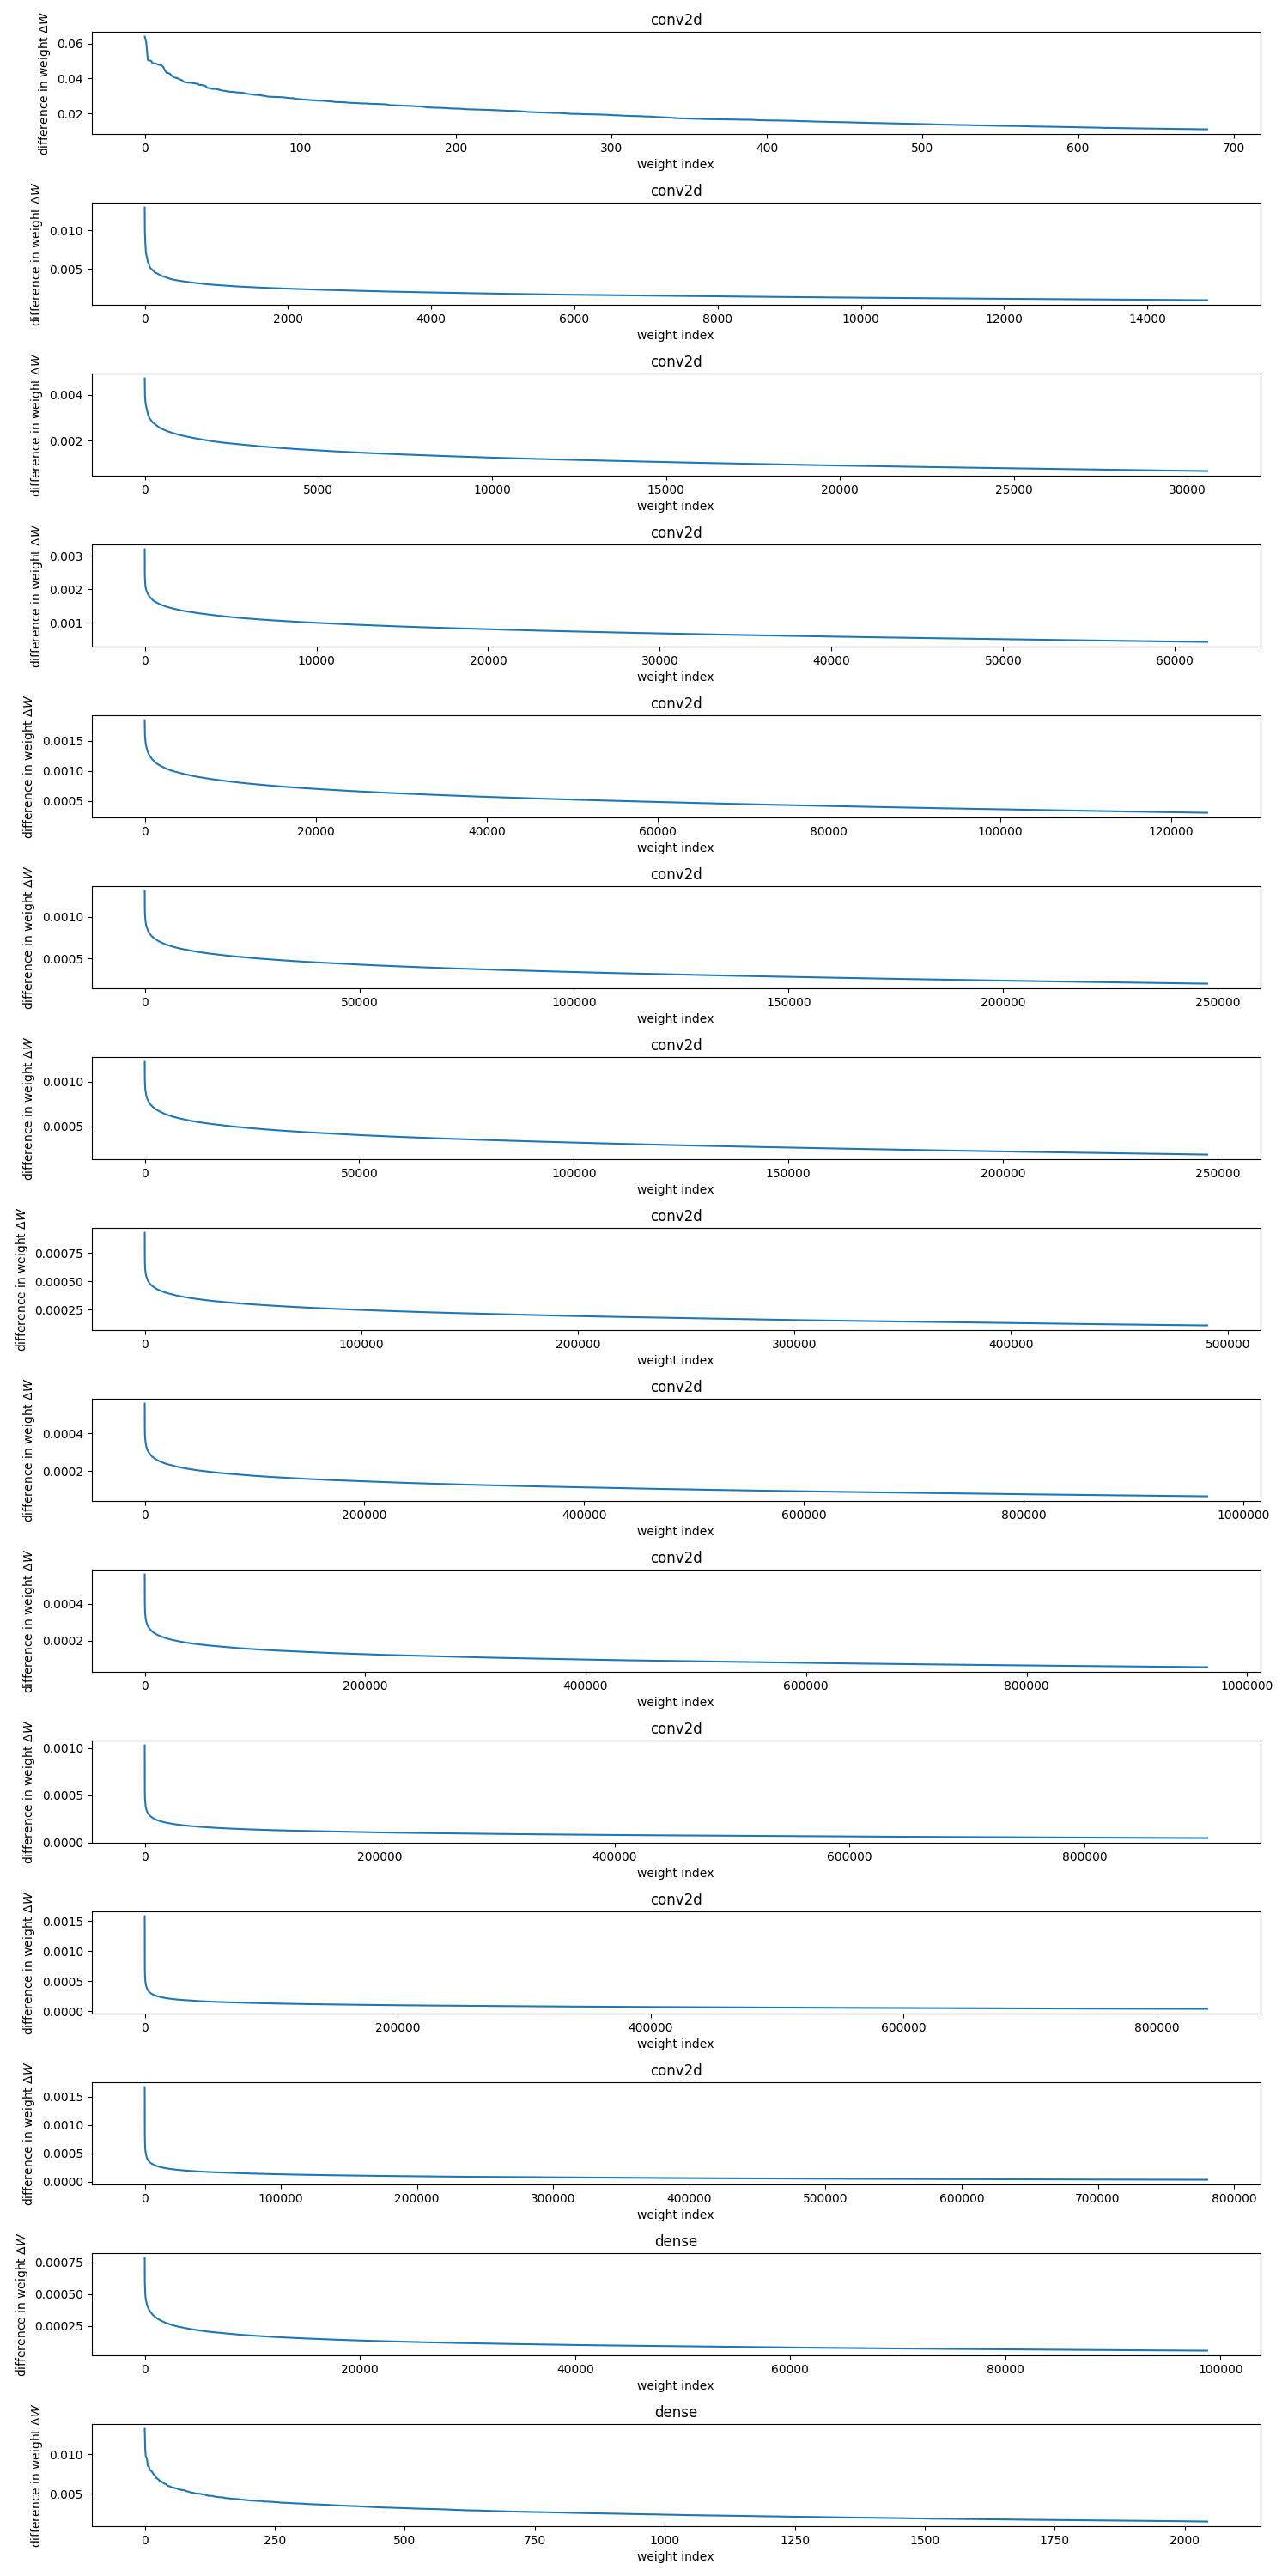 conv2d
difference in weight ΔW
0.06
0.04
0.02
0 100 200 300 400 500 600 700
weight index
conv2d
difference in weight ΔW
0.010
0.005
0 2000 4000 6000 8000 10000 12000 14000
weight index
conv2d
difference in weight ΔW
0.004
0.002
0 5000 10000 15000 20000 25000 30000
weight index
conv2d
difference in weight ΔW
0.003
0.002
0.001
0 10000 20000 30000 40000 50000 60000
weight index
conv2d
difference in weight ΔW
0.0015
0.0010
0.0005
0 20000 40000 60000 80000 100000 120000
weight index
conv2d
difference in weight ΔW
0.0010
0.0005
0 50000 100000 150000 200000 250000
weight index
conv2d
difference in weight ΔW
0.0010
0.0005
0 50000 100000 150000 200000 250000
weight index
conv2d
difference in weight ΔW
0.00075
0.00050
0.00025
0 100000 200000 300000 400000 500000
weight index
conv2d
difference in weight ΔW
0.0004
0.0002
0 200000 400000 600000 800000 1000000
weight index
conv2d
difference in weight ΔW
0.0004
0.0002
0 200000 400000 600000 800000 1000000
weight index
conv2d
difference in weight ΔW
0.0010
0.0005
0.0000
0 200000 400000 600000 800000
weight index
conv2d
difference in weight ΔW
0.0015
0.0010
0.0005
0.0000
0 200000 400000 600000 800000
weight index
conv2d
difference in weight ΔW
0.0015
0.0010
0.0005
0.0000
0 100000 200000 300000 400000 500000 600000 700000 800000
weight index
dense
difference in weight ΔW
0.00075
0.00050
0.00025
0 20000 40000 60000 80000 100000
weight index
dense
difference in weight ΔW
0.010
0.005
0 250 500 750 1000 1250 1500 1750 2000
weight index